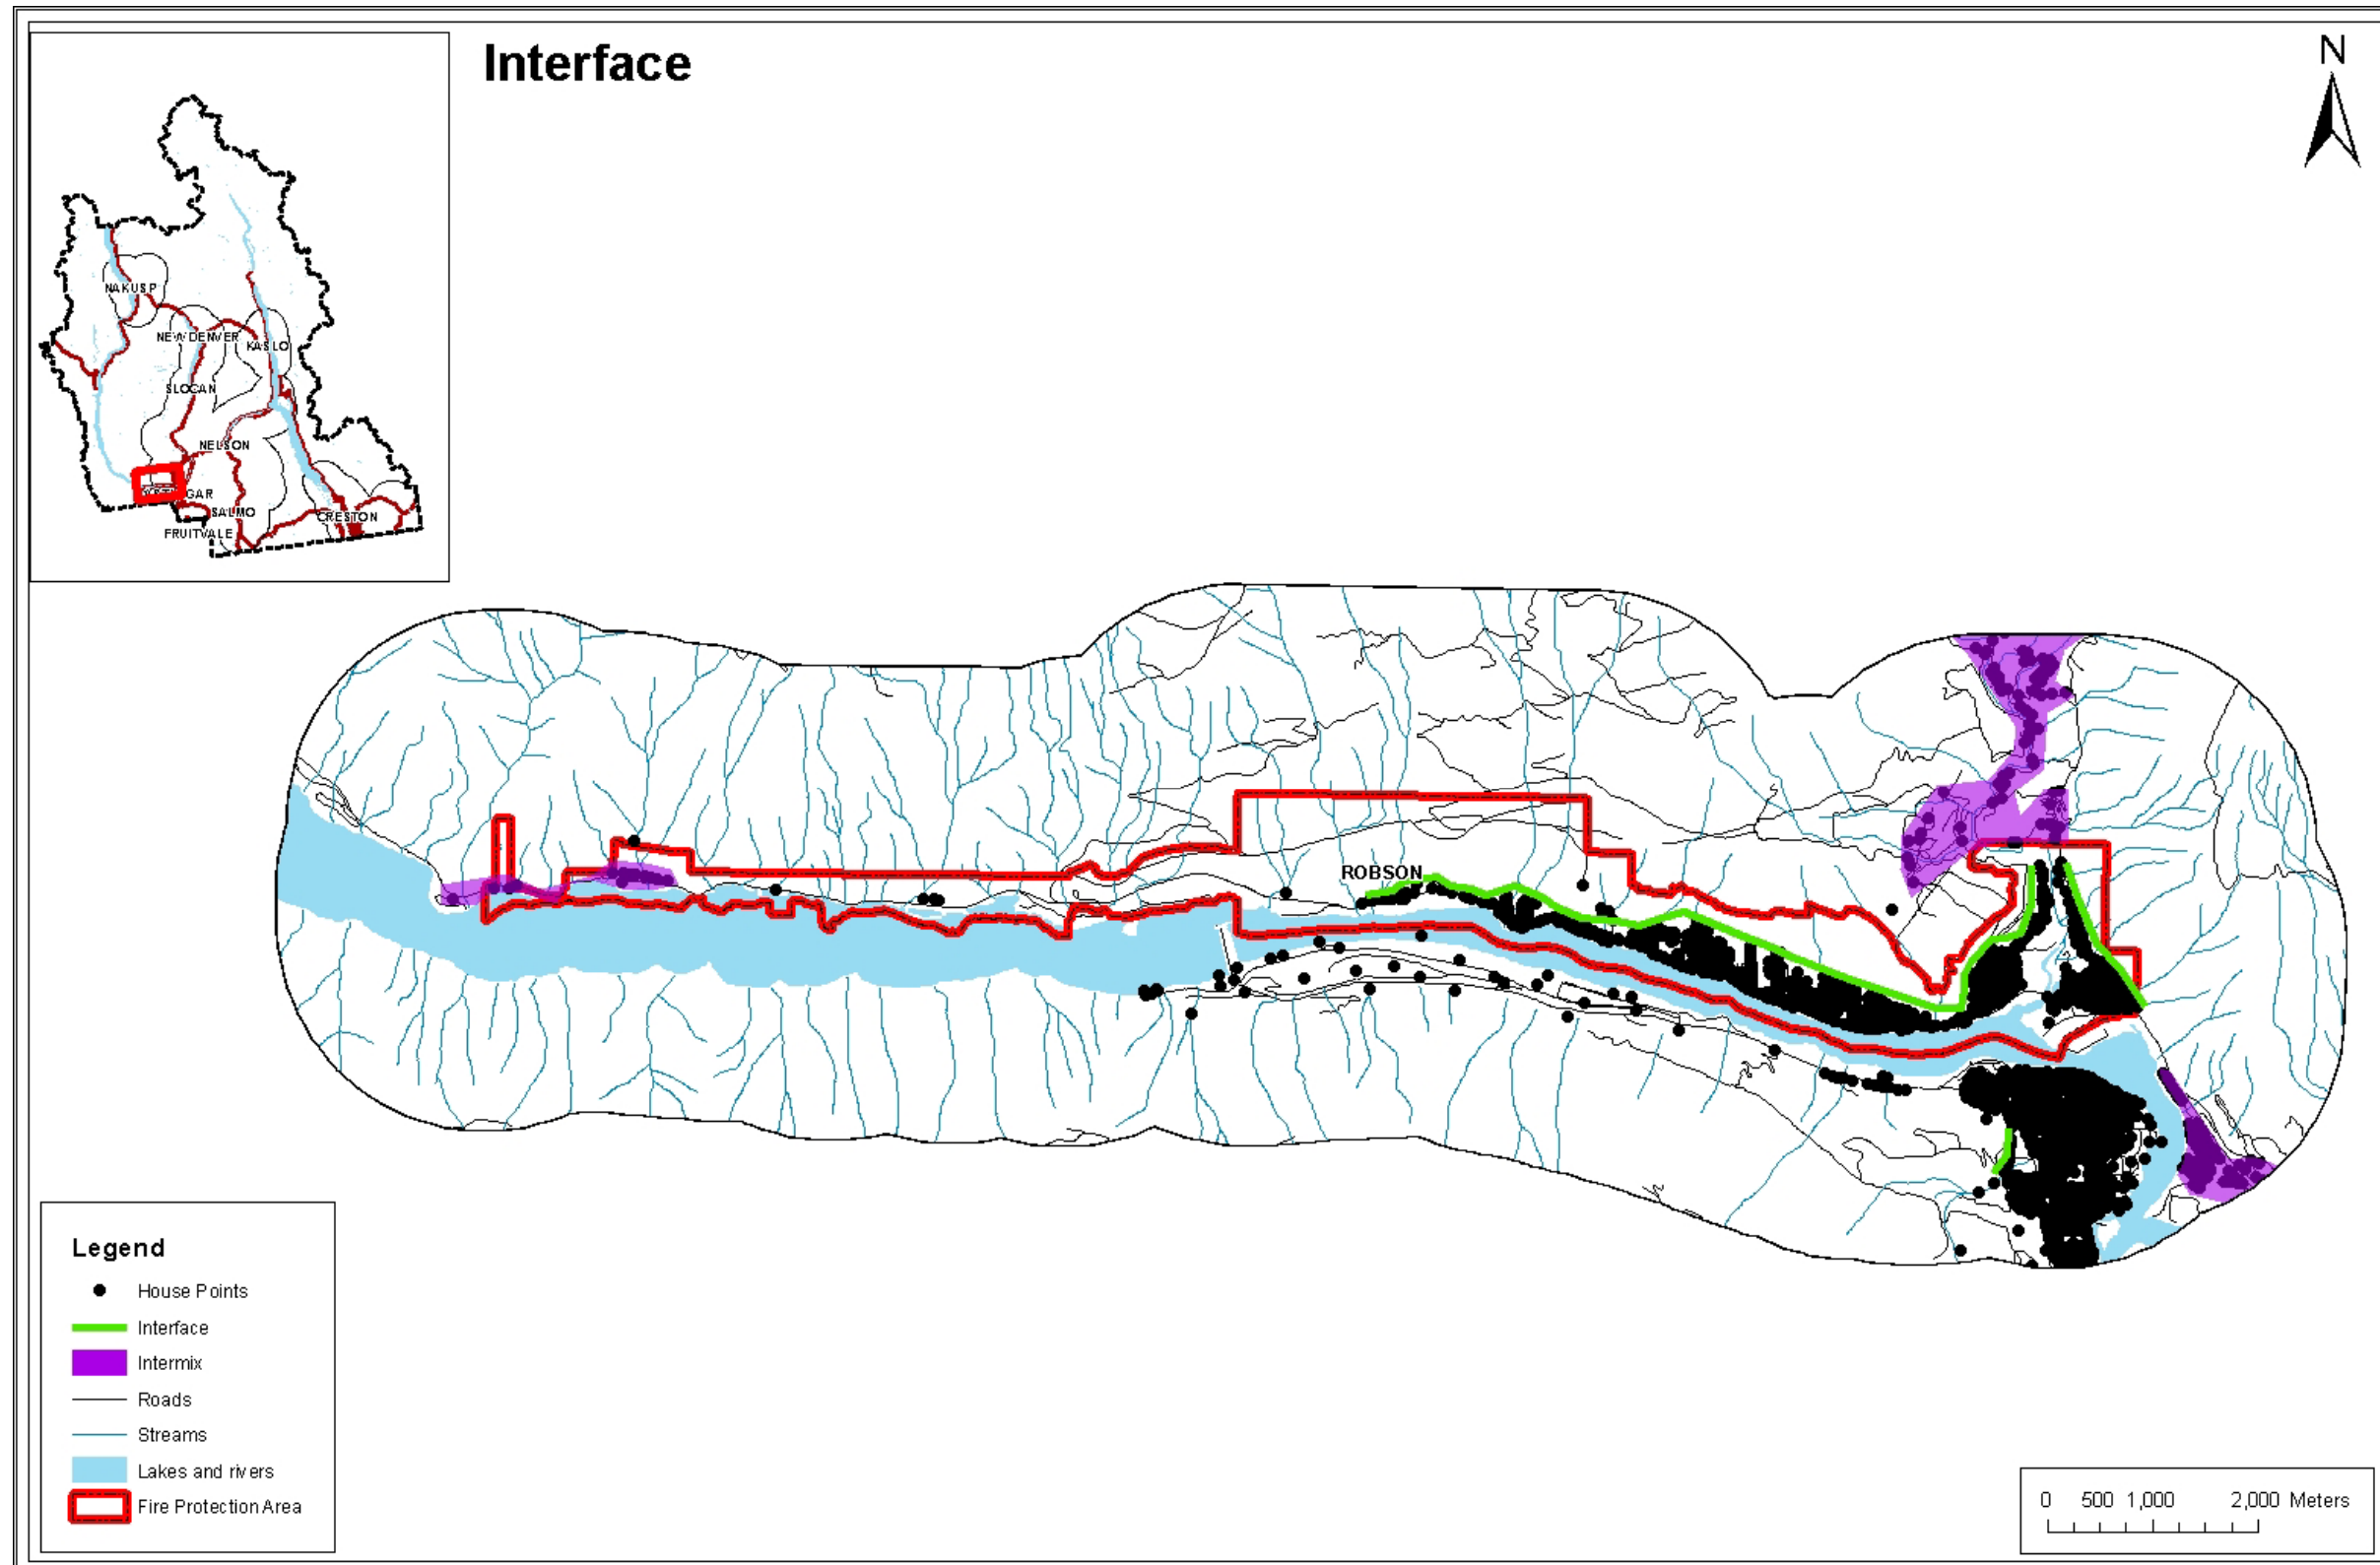 Interface
N
NAKUSP
NEW DENVER
KASLO
SLOCAN
NELSON
GAR
SALMO
CRESTON
FRUITVALE
ROBSON
Legend
House Points
Interface
Intermix
Roads
Streams
Lakes and rivers
Fire Protection Area
0 500 1,000 2,000 Meters